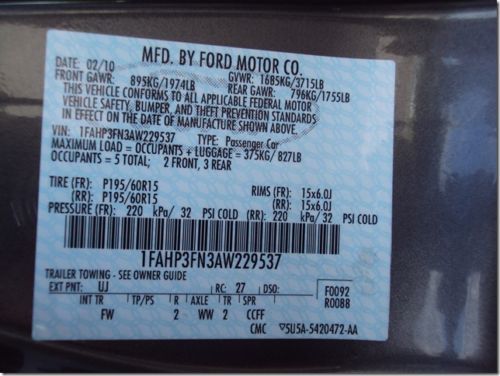 MFD. BY FORD MOTOR CO.
DATE: 02/10 GVWR: 1685KG/3715LB
FRONT GAWR: 895KG/1974LB REAR GAWR: 796KG/1755LB
THIS VEHICLE CONFORMS TO ALL APPLICABLE FEDERAL MOTOR
VEHICLE SAFETY, BUMPER, AND THEFT PREVENTION STANDARDS
IN EFFECT ON THE DATE OF MANUFACTURE SHOWN ABOVE.
VIN: 1FAHP3FN3AW229537 TYPE: Passenger Car
MAXIMUM LOAD = OCCUPANTS + LUGGAGE = 375KG/ 827LB
OCCUPANTS = 5 TOTAL; 2 FRONT, 3 REAR
TIRE (FR): P195/60R15 RIMS (FR): 15x6.0J
(RR): P195/60R15 (RR): 15x6.0J
PRESSURE (FR): 220 kPa/ 32 PSI COLD (RR): 220 kPa/ 32 PSI COLD
1FAHP3FN3AW229537
TRAILER TOWING - SEE OWNER GUIDE
EXT PNT: UJ RC: 27 DSO: F0092
INT TR TP/PS R AXLE TR SPR R0088
FW 2 WW 2 CCFF
CMC ▽5U5A-5420472-AA